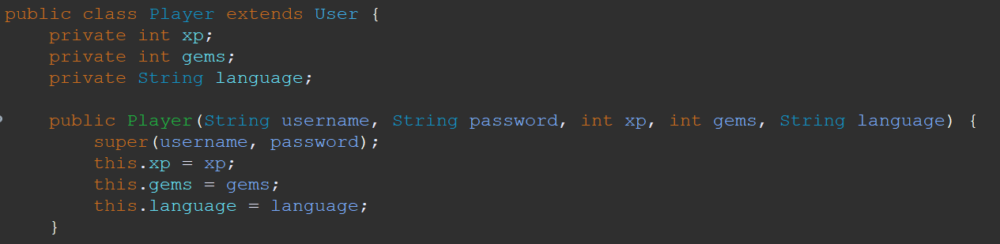 public class Player extends User {
    private int xp;
    private int gems;
    private String language;

    public Player(String username, String password, int xp, int gems, String language) {
        super(username, password);
        this.xp = xp;
        this.gems = gems;
        this.language = language;
    }